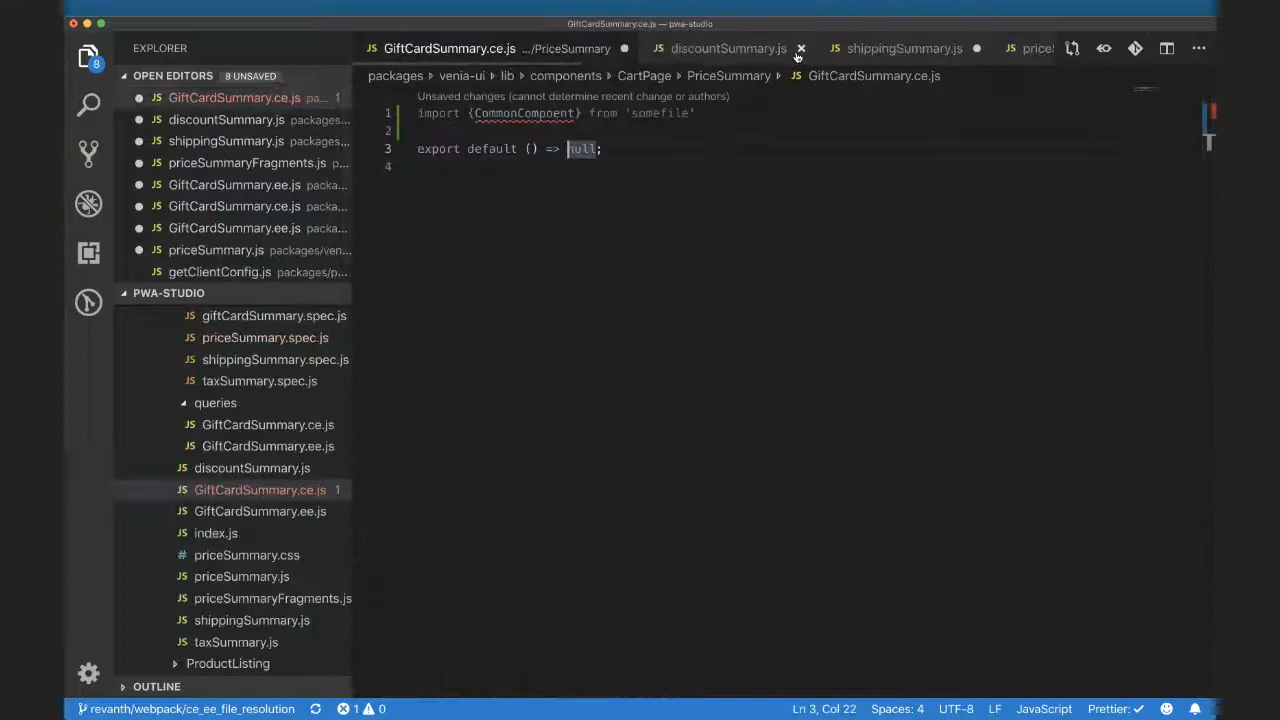 GiftCardSummary.ce.js — pwa-studio
EXPLORER
GiftCardSummary.ce.js .../PriceSummary
discountSummary.js
shippingSummary.js
price:
8
OPEN EDITORS 8 UNSAVED
packages venia-ui lib components CartPage PriceSummary GiftCardSummary.ce.js
GiftCardSummary.ce.js pa... 1
discountSummary.js packages...
shippingSummary.js packages...
priceSummaryFragments.js p...
GiftCardSummary.ee.js packa...
GiftCardSummary.ce.js packa...
GiftCardSummary.ee.js packa...
priceSummary.js packages/ven...
getClientConfig.js packages/p...
PWA-STUDIO
giftCardSummary.spec.js
priceSummary.spec.js
shippingSummary.spec.js
taxSummary.spec.js
queries
GiftCardSummary.ce.js
GiftCardSummary.ee.js
discountSummary.js
GiftCardSummary.ce.js 1
GiftCardSummary.ee.js
index.js
priceSummary.css
priceSummary.js
priceSummaryFragments.js
shippingSummary.js
taxSummary.js
ProductListing
OUTLINE
Unsaved changes (cannot determine recent change or authors)
1 import {CommonCompoent} from 'somefile'
2
3 export default () => null;
4
revanth/webpack/ce_ee_file_resolution 1 0 Ln 3, Col 22 Spaces: 4 UTF-8 LF JavaScript Prettier: ✓